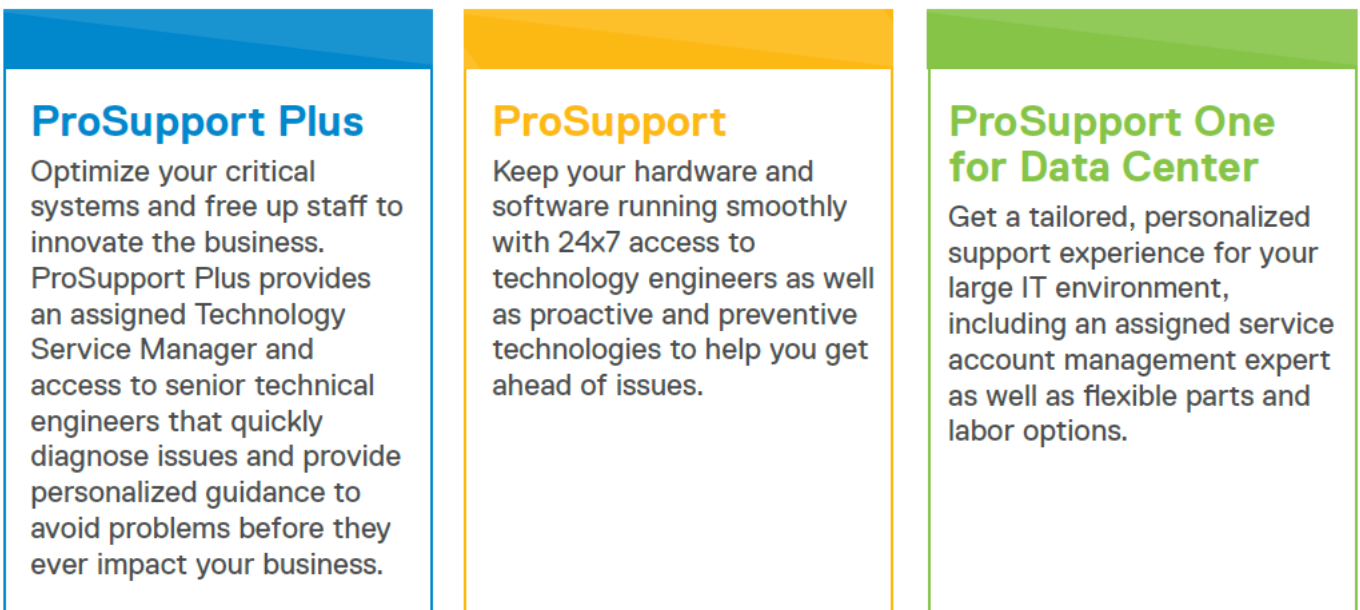 ProSupport Plus
Optimize your critical
systems and free up staff to
innovate the business.
ProSupport Plus provides
an assigned Technology
Service Manager and
access to senior technical
engineers that quickly
diagnose issues and provide
personalized guidance to
avoid problems before they
ever impact your business.
ProSupport
Keep your hardware and
software running smoothly
with 24x7 access to
technology engineers as well
as proactive and preventive
technologies to help you get
ahead of issues.
ProSupport One
for Data Center
Get a tailored, personalized
support experience for your
large IT environment,
including an assigned service
account management expert
as well as flexible parts and
labor options.